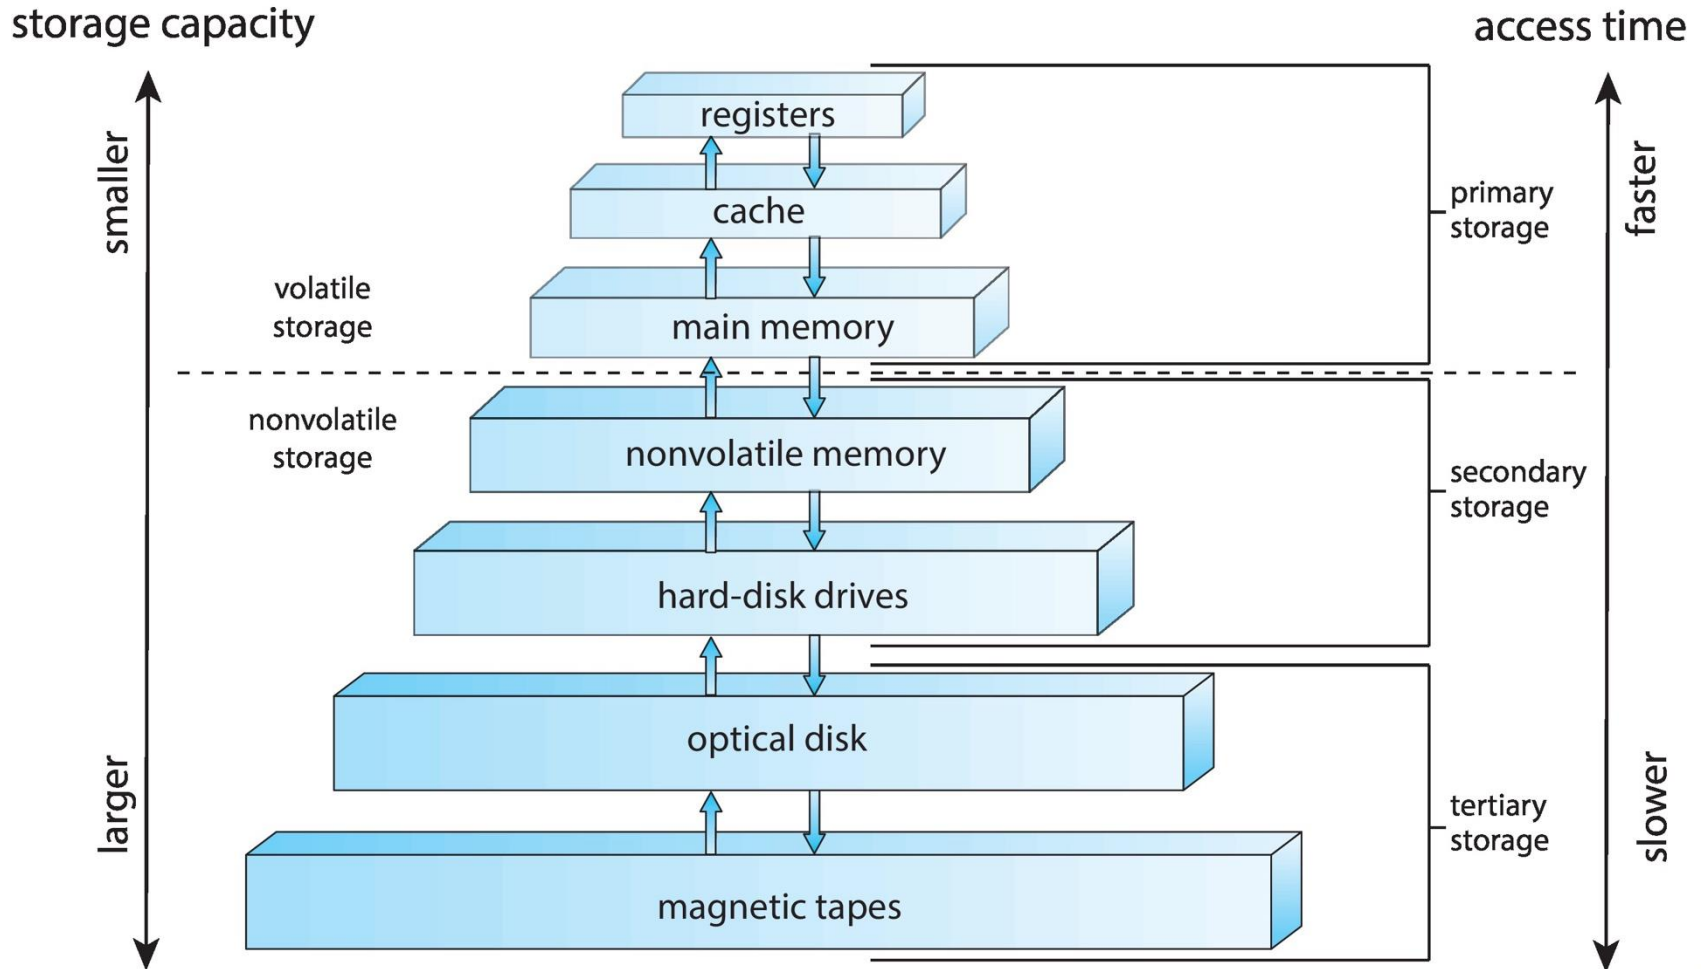 storage capacity
access time
smaller
larger
volatile
storage
nonvolatile
storage
registers
cache
main memory
nonvolatile memory
hard-disk drives
optical disk
magnetic tapes
primary
storage
secondary
storage
tertiary
storage
faster
slower